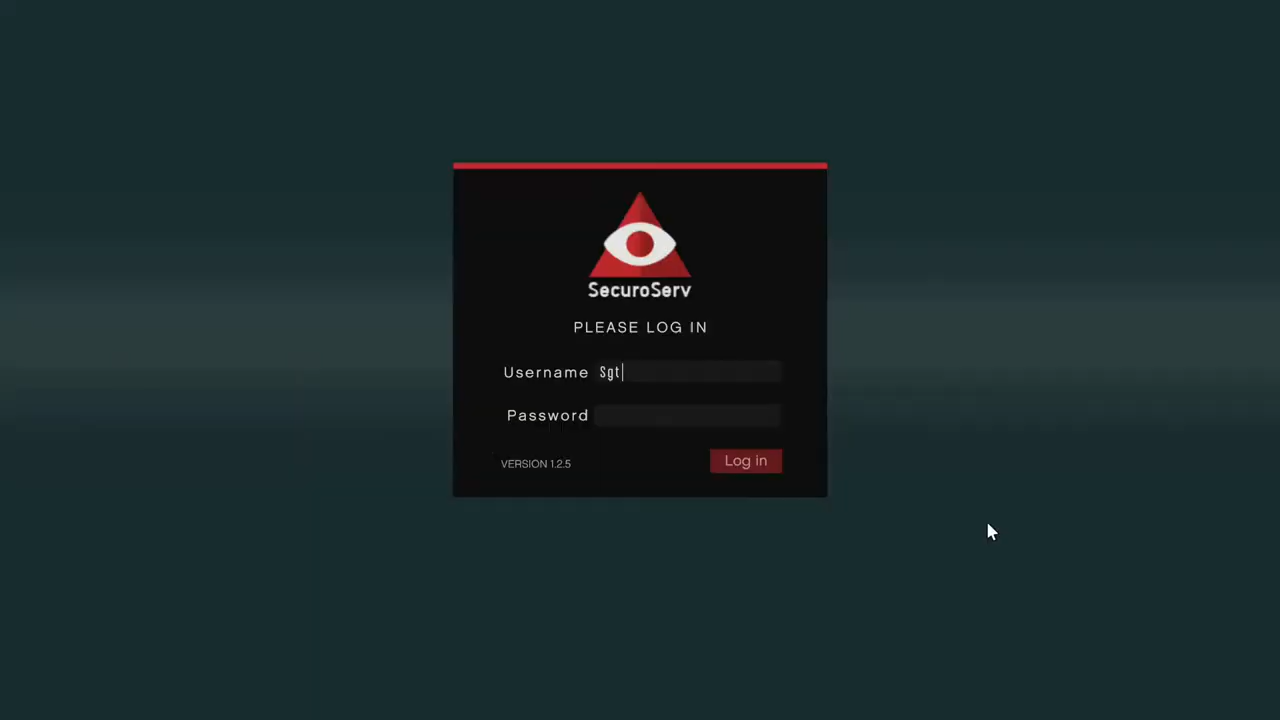 SecuroServ
PLEASE LOG IN
Username Sgt
Password
VERSION 1.2.5 Log in